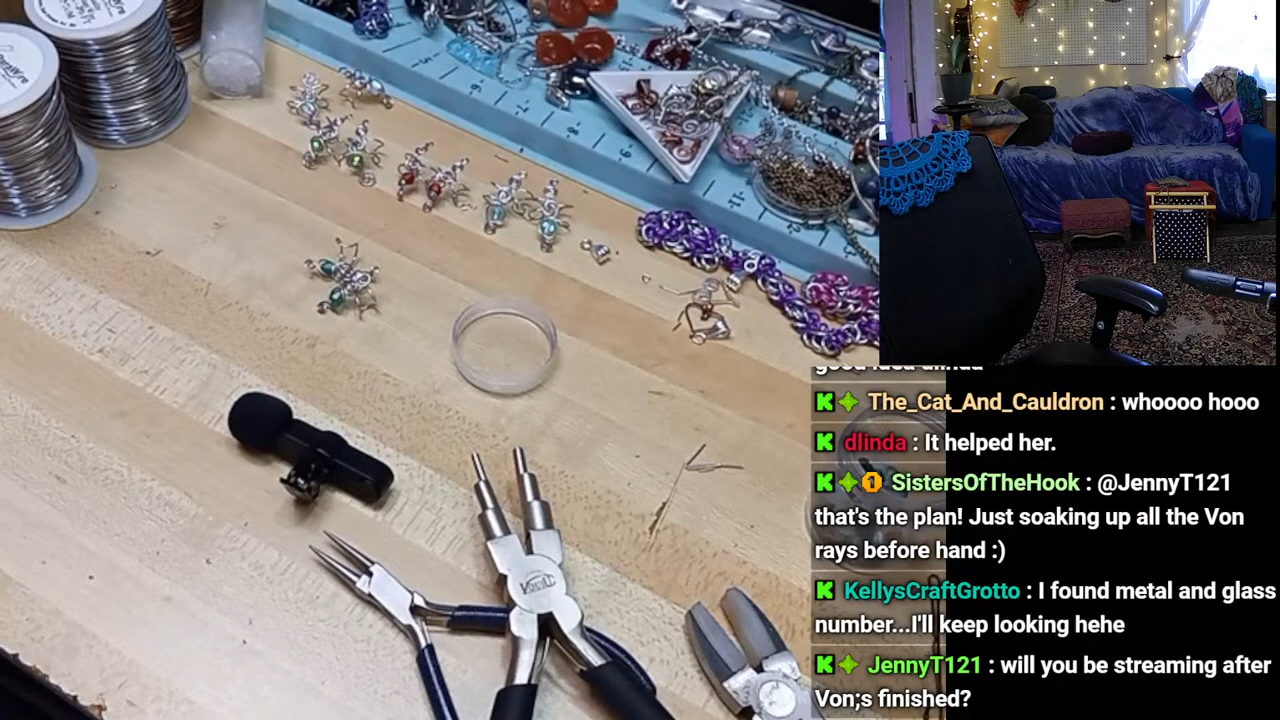 The_Cat_And_Cauldron : whoooo hooo
dlinda : It helped her.
1 SistersOfTheHook : @JennyT121
that's the plan! Just soaking up all the Von
rays before hand :)
KellysCraftGrotto : I found metal and glass
number...I'll keep looking hehe
JennyT121 : will you be streaming after
Von;s finished?